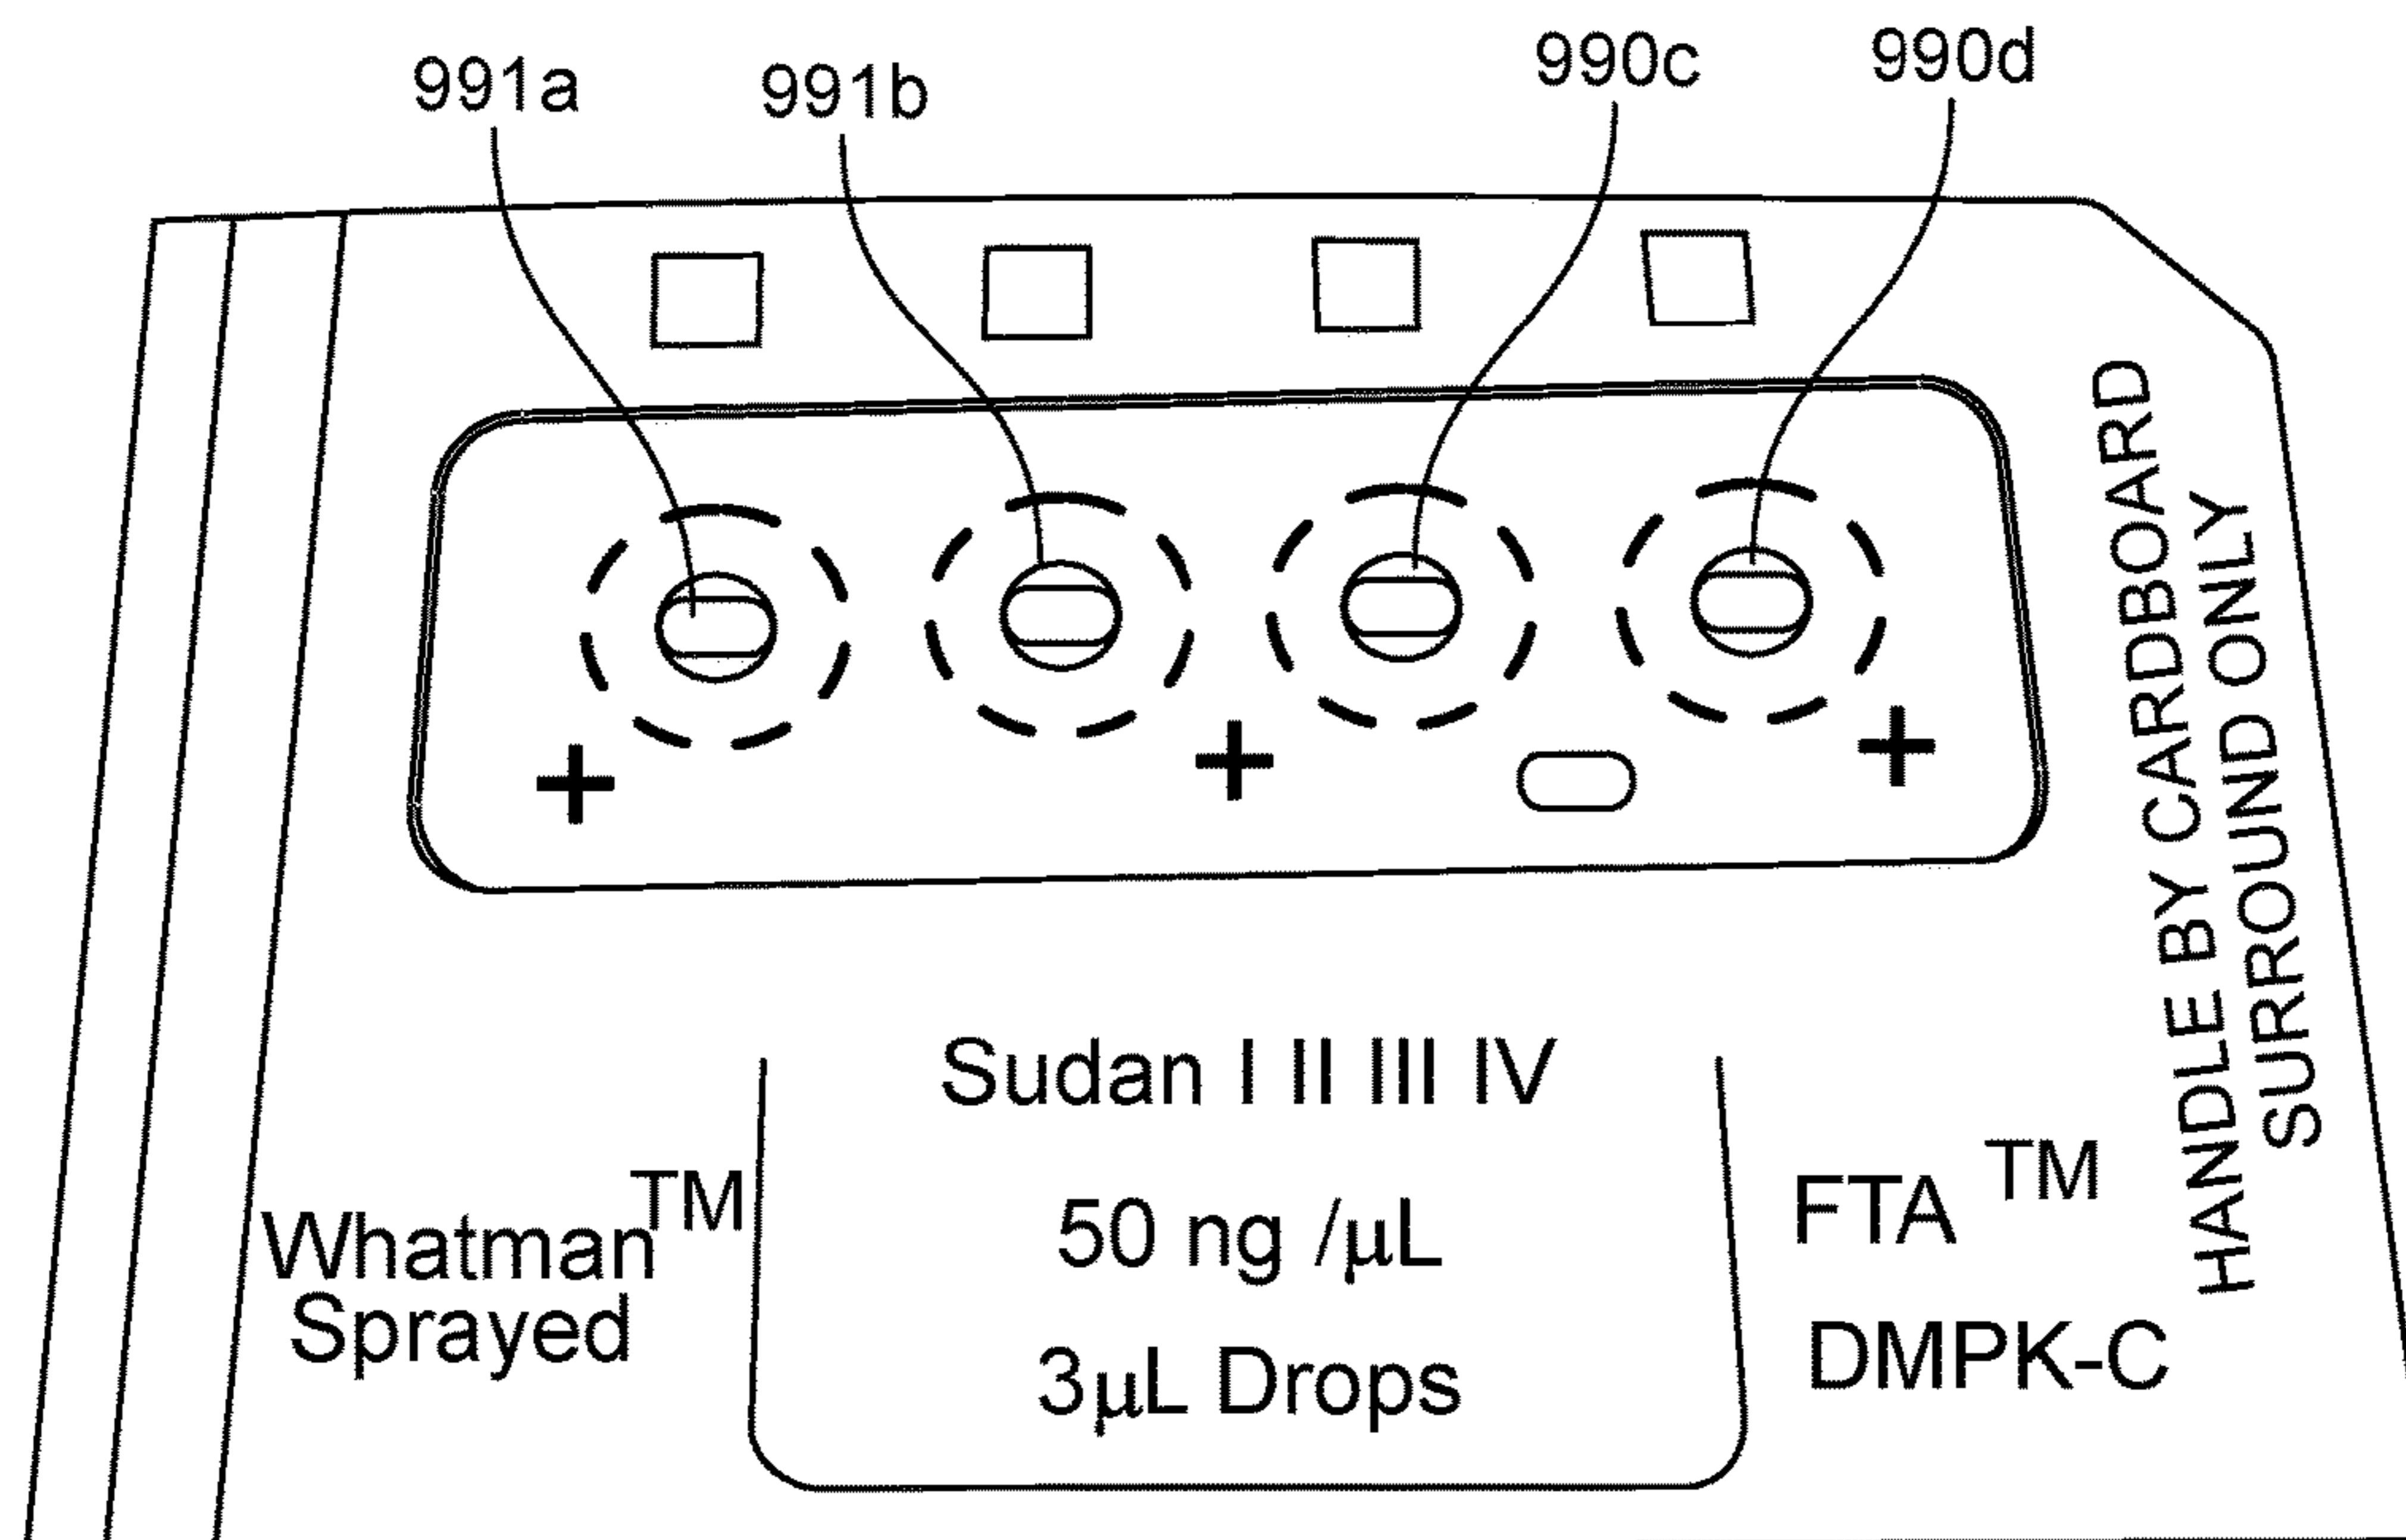 991a
991b
990c
990d
HANDLE BY CARDBOARD
SURROUND ONLY
Sudan I II III IV
50 ng /μL
3μL Drops
Whatman™
Sprayed
FTA ™
DMPK-C